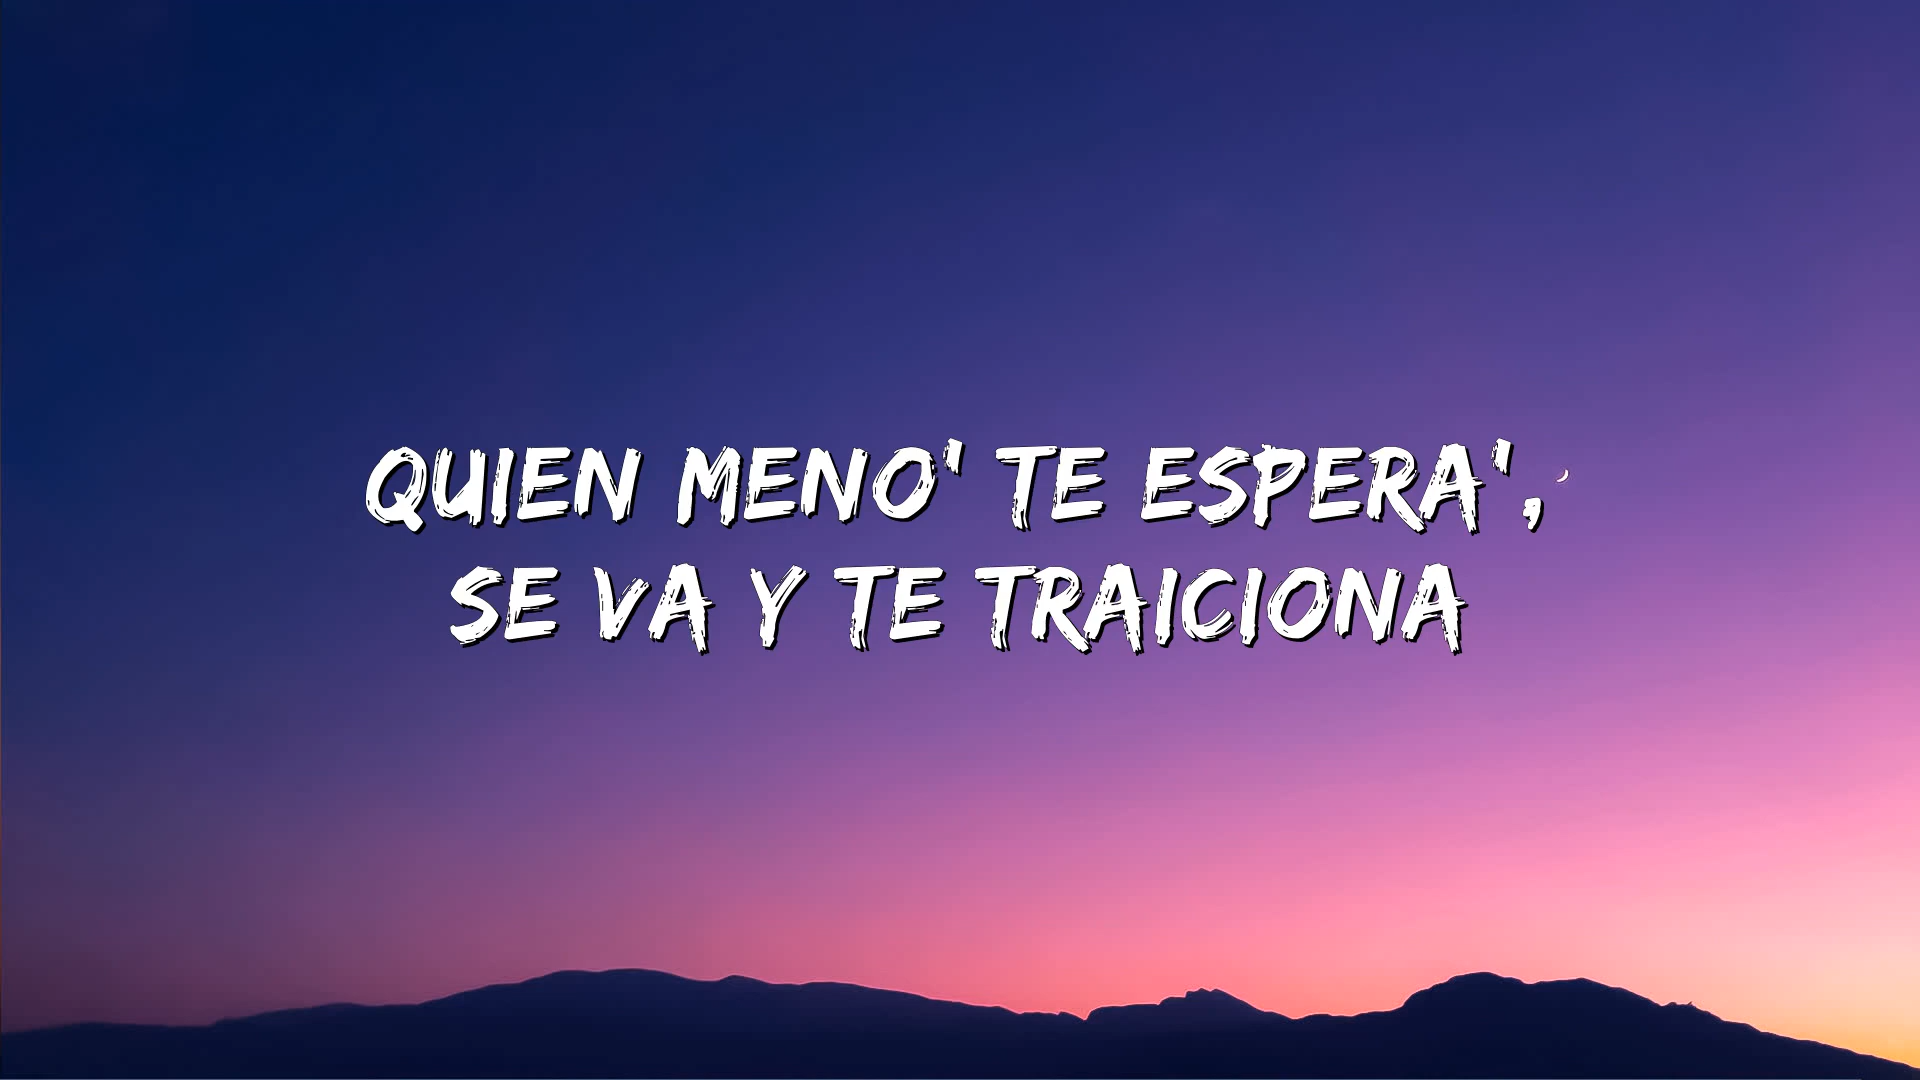 QUIEN MENO' TE ESPERA',
SE VA Y TE TRAICIONA